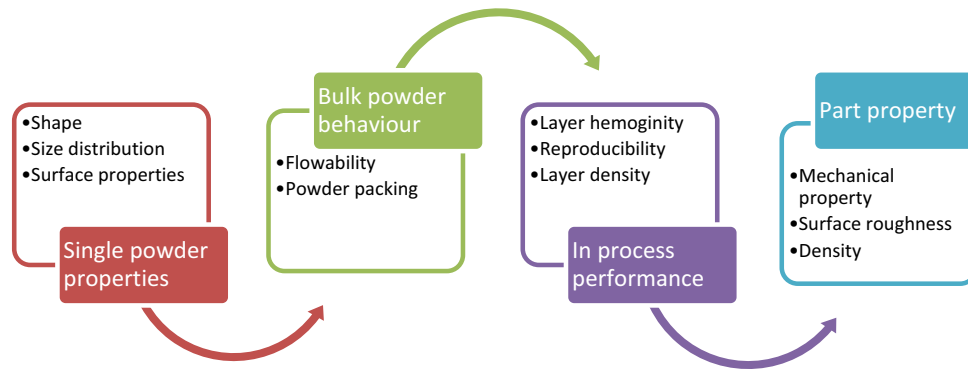 •Shape
•Size distribution
•Surface properties
Single powder
properties
Bulk powder
behaviour
•Flowability
•Powder packing
•Layer hemoginity
•Reproducibility
•Layer density
In process
performance
Part property
•Mechanical
property
•Surface roughness
•Density